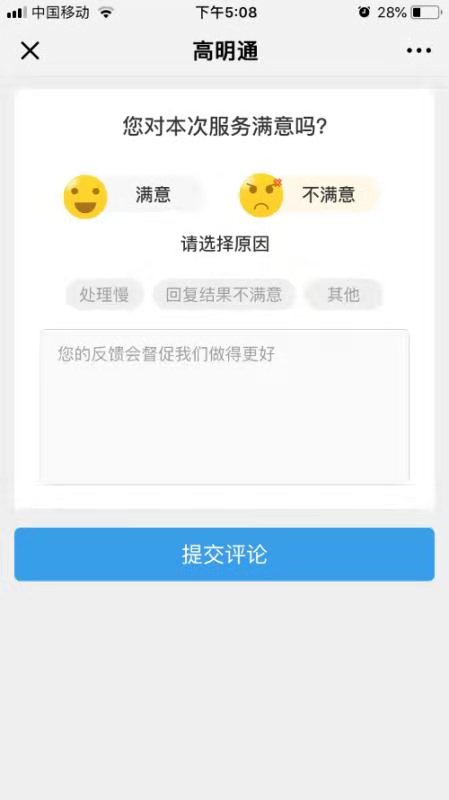 中国移动 下午5:08 28%
高明通
您对本次服务满意吗?
满意 不满意
请选择原因
处理慢 回复结果不满意 其他
您的反馈会督促我们做得更好
提交评论